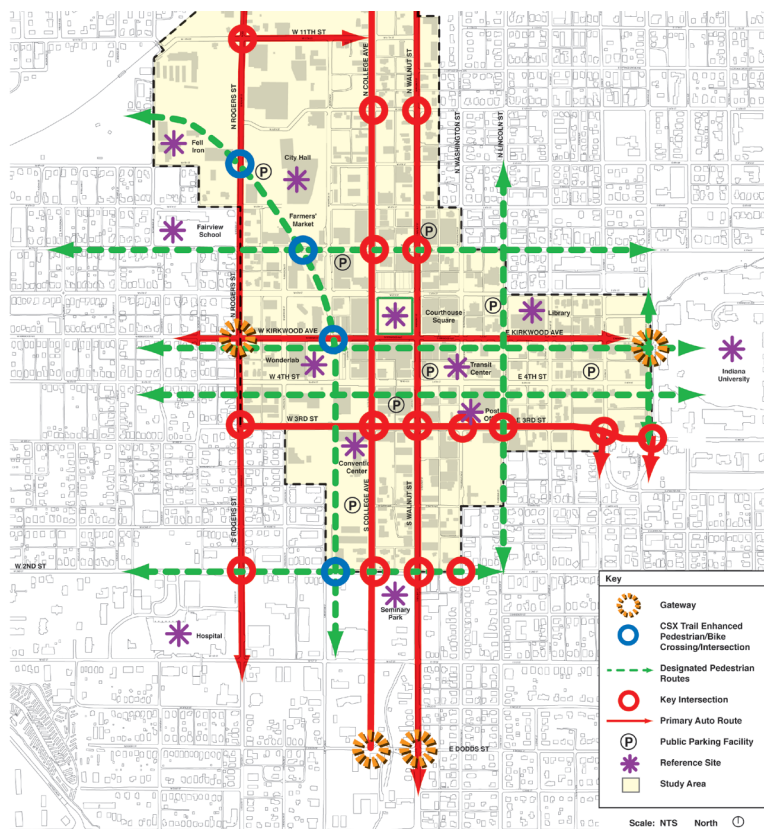 W 11TH ST
N COLLEGE AVE
N WALNUT ST
N ROGERS ST
N WASHINGTON ST
N LINCOLN ST
Fell
Iron
City Hall
P
Farmers'
Market
Fairview
School
P
P
N ROGERS ST
Courthouse
Square
P
Library
W KIRKWOOD AVE
E KIRKWOOD AVE
Wonderlab
W 4TH ST
P
Transit
Center
E 4TH ST
P
Indiana
University
P
Post
W 3RD ST
E 3RD ST
Center
P
S ROGERS ST
S COLLEGE AVE
S WALNUT ST
W 2ND ST
Seminary
Park
Hospital
E DODDS ST
Key
Gateway
CSX Trail Enhanced
Pedestrian/Bike
Crossing/Intersection
Designated Pedestrian
Routes
Key Intersection
Primary Auto Route
P Public Parking Facility
Reference Site
Study Area
Scale: NTS North